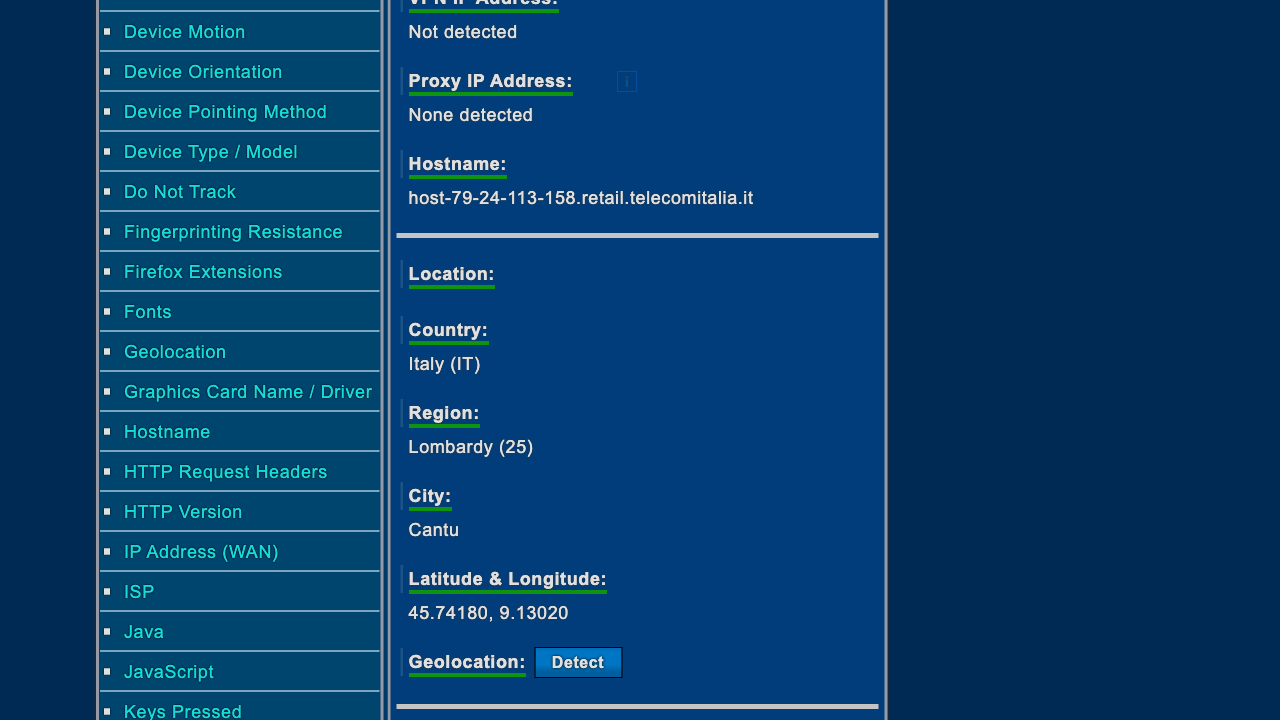 Device Motion
Device Orientation
Device Pointing Method
Device Type / Model
Do Not Track
Fingerprinting Resistance
Firefox Extensions
Fonts
Geolocation
Graphics Card Name / Driver
Hostname
HTTP Request Headers
HTTP Version
IP Address (WAN)
ISP
Java
JavaScript
Keys Pressed
VPN IP Address:
Not detected
Proxy IP Address: i
None detected
Hostname:
host-79-24-113-158.retail.telecomitalia.it
Location:
Country:
Italy (IT)
Region:
Lombardy (25)
City:
Cantu
Latitude & Longitude:
45.74180, 9.13020
Geolocation: Detect